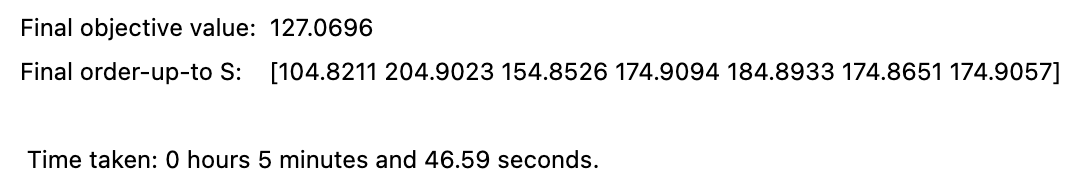 Final objective value: 127.0696
Final order-up-to S: [104.8211 204.9023 154.8526 174.9094 184.8933 174.8651 174.9057]
Time taken: 0 hours 5 minutes and 46.59 seconds.